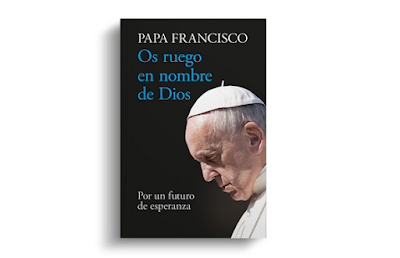 PAPA FRANCISCO
Os ruego
en nombre
de Dios
Por un futuro
de esperanza